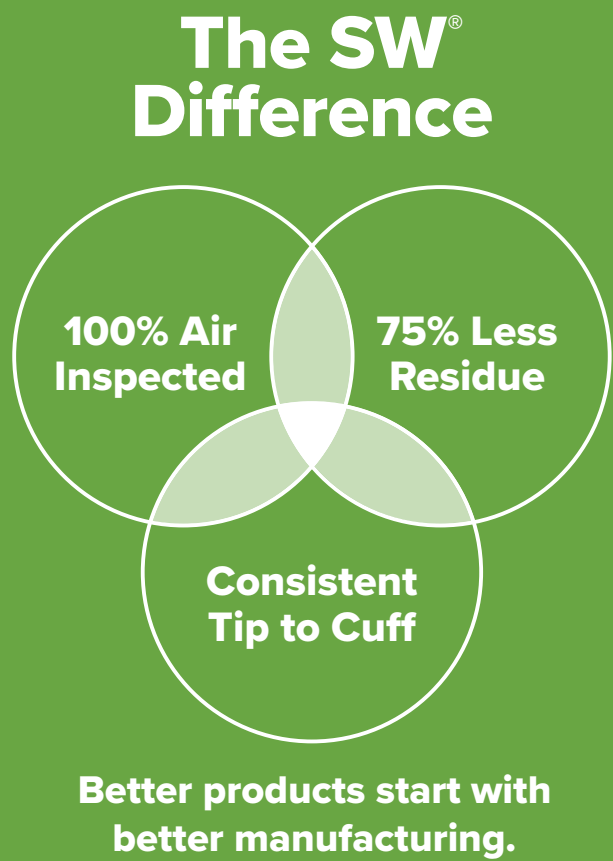 The SW®
Difference
100% Air
Inspected
75% Less
Residue
Consistent
Tip to Cuff
Better products start with
better manufacturing.